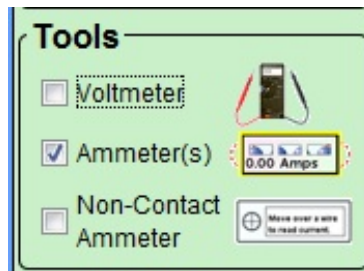 Tools
Voltmeter
Ammeter(s)
0.00 Amps
Non-Contact
Ammeter
Move over a wire
to read current.